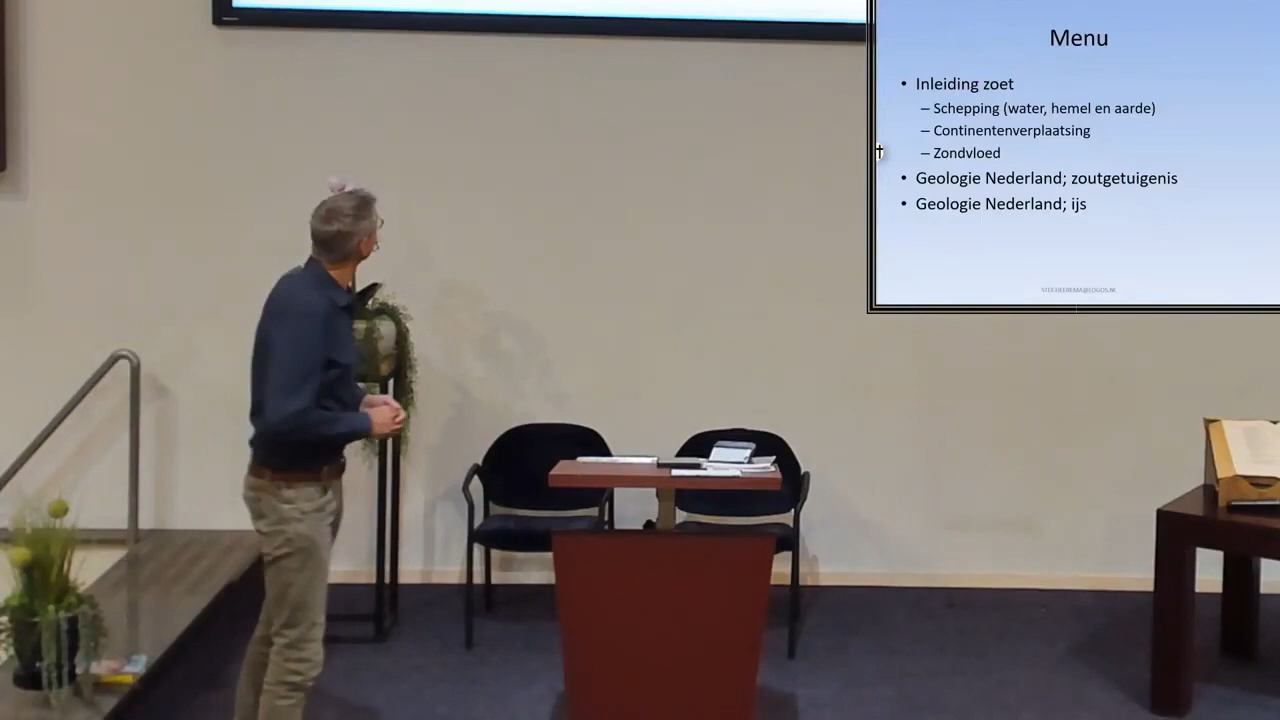 Menu
• Inleiding zoet
– Schepping (water, hemel en aarde)
– Continentenverplaatsing
– Zondvloed
• Geologie Nederland; zoutgetuigenis
• Geologie Nederland; ijs